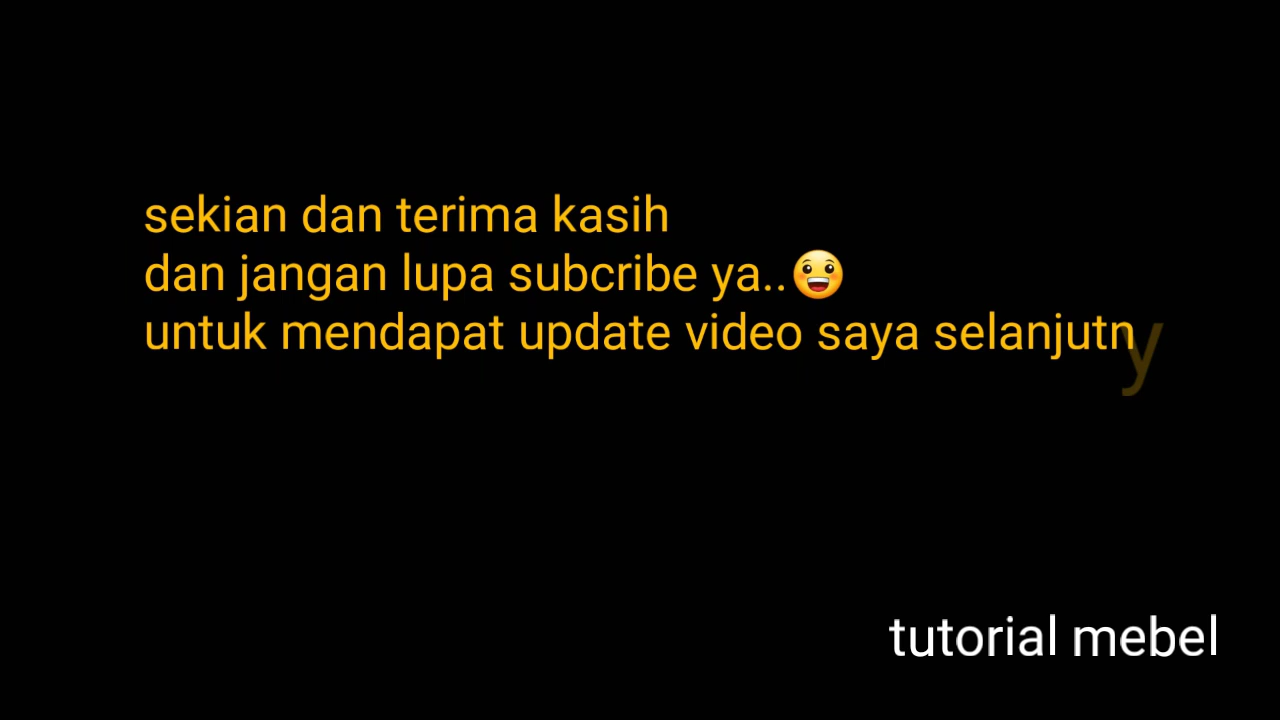 sekian dan terima kasih
dan jangan lupa subcribe ya..😀
untuk mendapat update video saya selanjutny
tutorial mebel